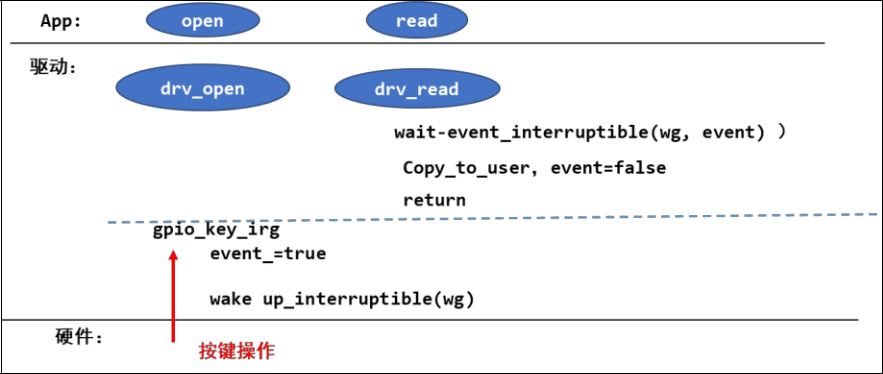 App: open read
驱动:
drv_open drv_read
wait-event_interruptible(wg, event) )
Copy_to_user, event=false
return
gpio_key_irg
event_=true
wake up_interruptible(wg)
硬件:
按键操作